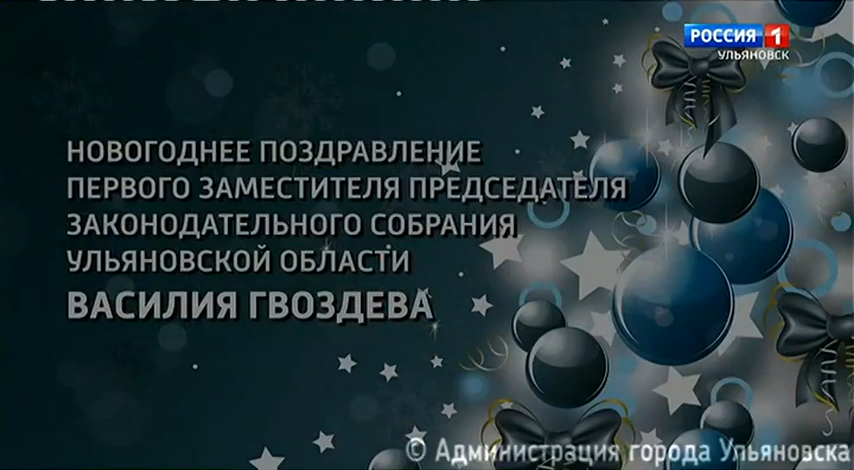 РОССИЯ 1
УЛЬЯНОВСК
НОВОГОДНЕЕ ПОЗДРАВЛЕНИЕ
ПЕРВОГО ЗАМЕСТИТЕЛЯ ПРЕДСЕДАТЕЛЯ
ЗАКОНОДАТЕЛЬНОГО СОБРАНИЯ
УЛЬЯНОВСКОЙ ОБЛАСТИ
ВАСИЛИЯ ГВОЗДЕВА
© Администрация города Ульяновска